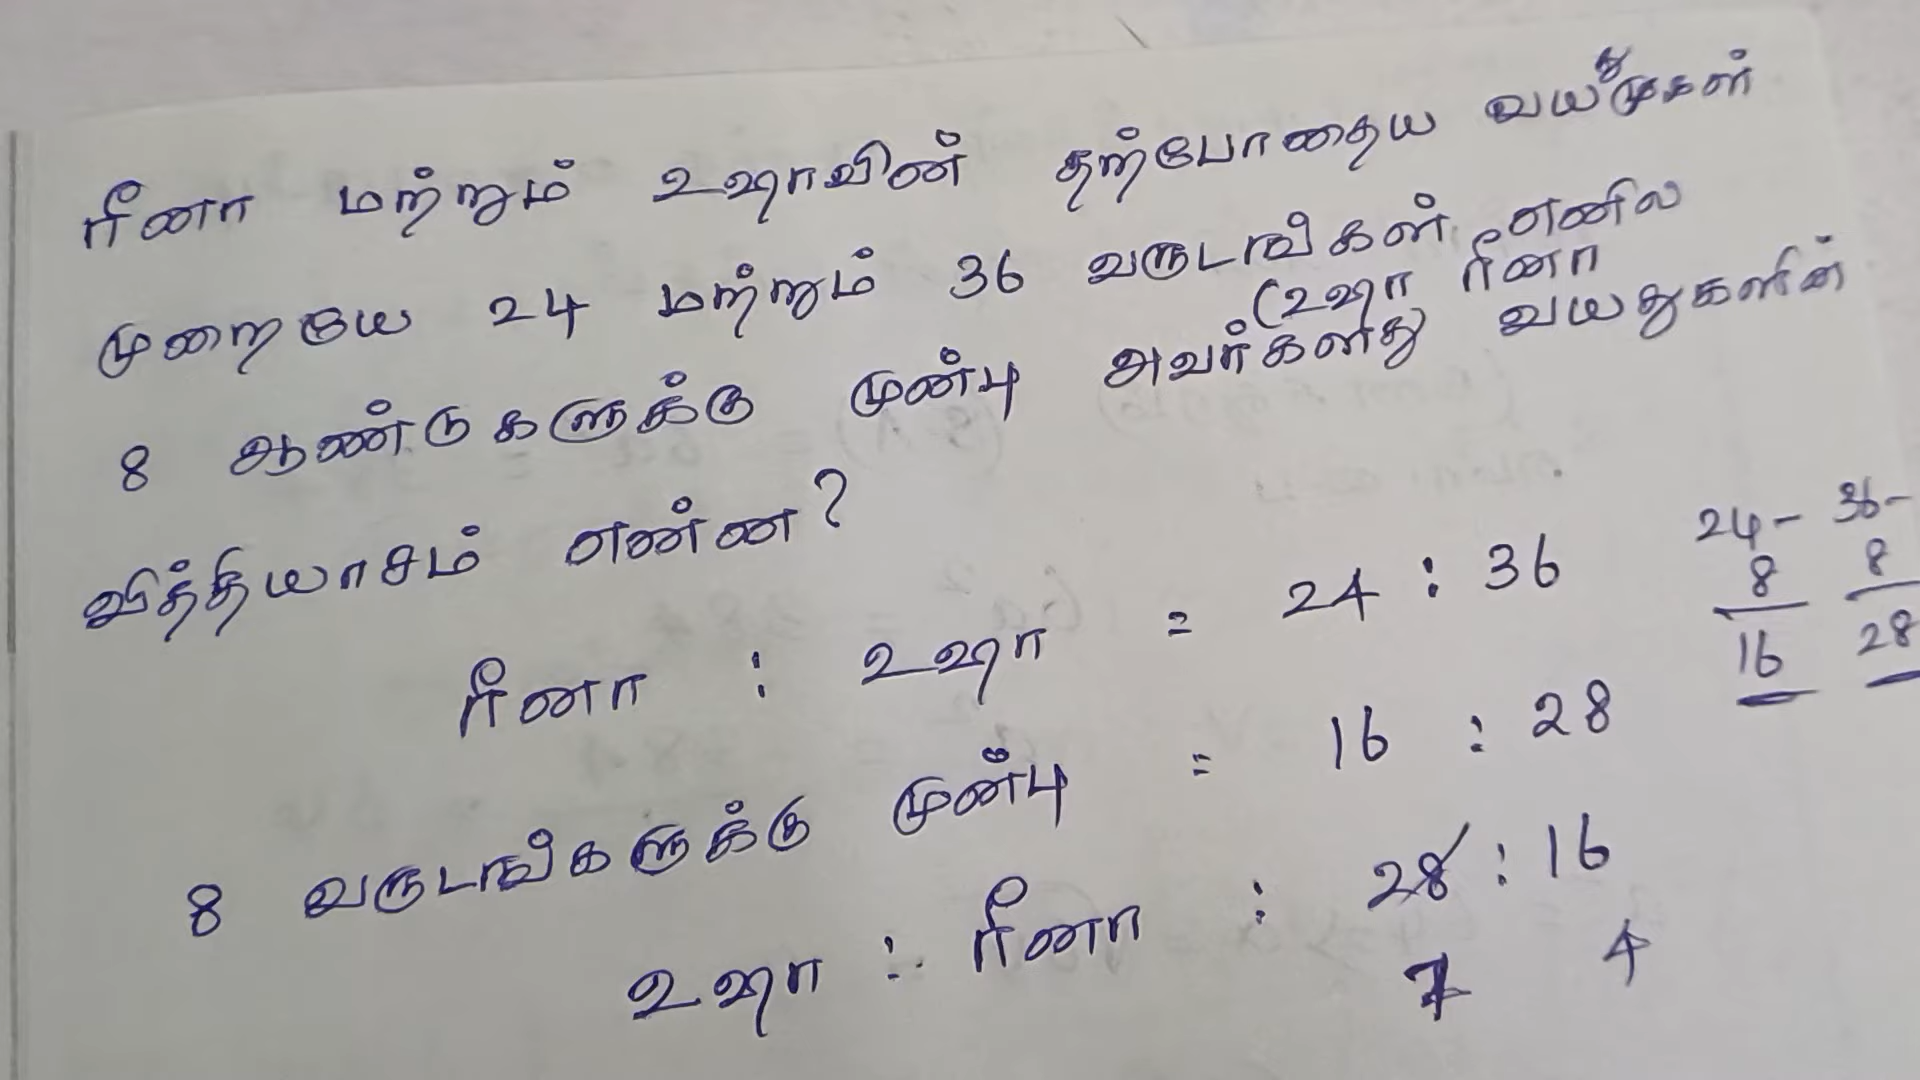 ரீனா மற்றும் உஷாவின் தற்போதைய வயதுகள்
முறையே 24 மற்றும் 36 வருடங்கள் எனில
(உஷா ரீனா
8 ஆண்டுகளுக்கு முன்பு அவர்களது) வயதுகளின்
வித்தியாசம் என்ன?
ரீனா : உஷா = 24 : 36
24 - 36 -
8 8
16 28
8 வருடங்களுக்கு முன்பு = 16 : 28
உஷா : ரீனா : 28 : 16
7 4